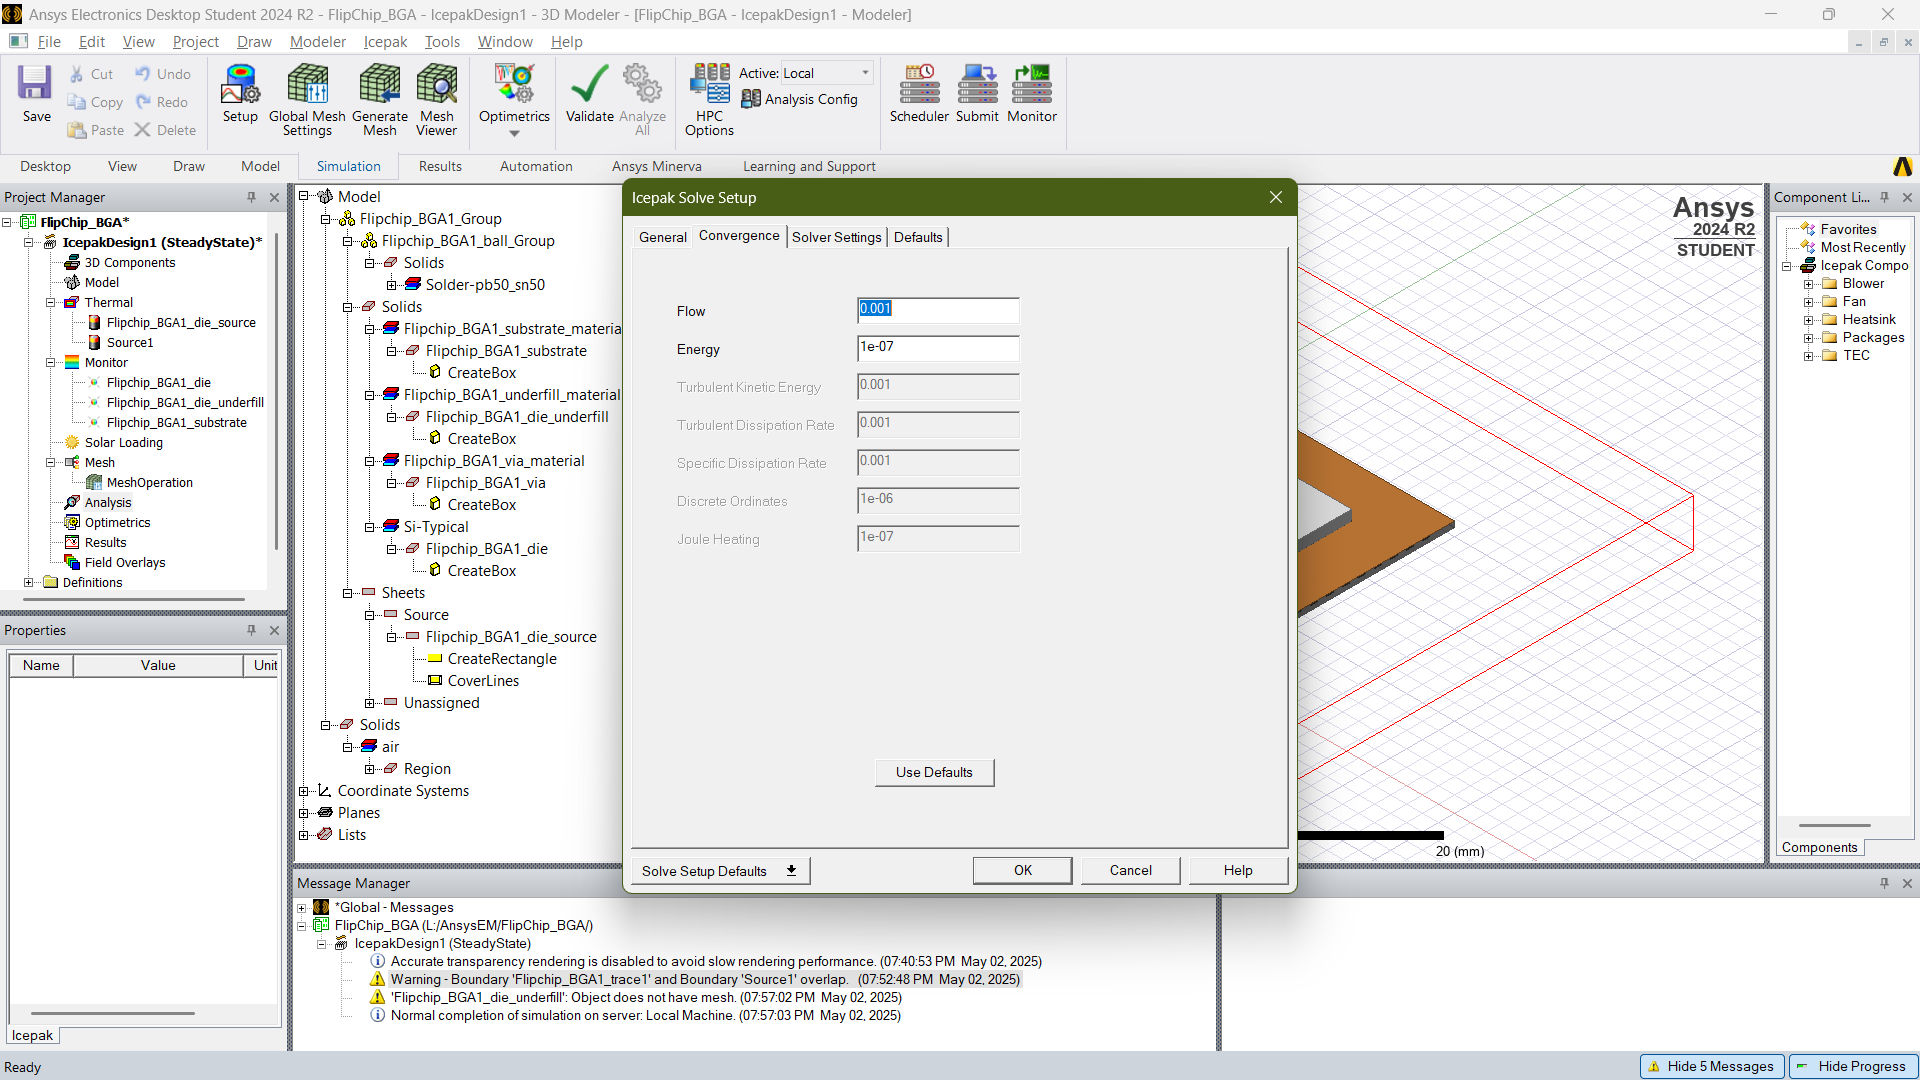 Ansys Electronics Desktop Student 2024 R2 - FlipChip_BGA - IcepakDesign1 - 3D Modeler - [FlipChip_BGA - IcepakDesign1 - Modeler]
File Edit View Project Draw Modeler Icepak Tools Window Help
Save
Cut
Copy
Paste
Undo
Redo
Delete
Setup
Global Mesh Settings
Generate Mesh
Mesh Viewer
Optimetrics
Validate
Analyze All
HPC Options
Active: Local
Analysis Config
Scheduler
Submit
Monitor
Desktop View Draw Model Simulation Results Automation Ansys Minerva Learning and Support
Project Manager
FlipChip_BGA*
IcepakDesign1 (SteadyState)*
3D Components
Model
Thermal
Flipchip_BGA1_die_source
Source1
Monitor
Flipchip_BGA1_die
Flipchip_BGA1_die_underfill
Flipchip_BGA1_substrate
Solar Loading
Mesh
MeshOperation
Analysis
Optimetrics
Results
Field Overlays
Definitions
Properties
Name Value Unit
Icepak
Model
Flipchip_BGA1_Group
Flipchip_BGA1_ball_Group
Solids
Solder-pb50_sn50
Solids
Flipchip_BGA1_substrate_materia
Flipchip_BGA1_substrate
CreateBox
Flipchip_BGA1_underfill_material
Flipchip_BGA1_die_underfill
CreateBox
Flipchip_BGA1_via_material
Flipchip_BGA1_via
CreateBox
Si-Typical
Flipchip_BGA1_die
CreateBox
Sheets
Source
Flipchip_BGA1_die_source
CreateRectangle
CoverLines
Unassigned
Solids
air
Region
Coordinate Systems
Planes
Lists
Icepak Solve Setup
General Convergence Solver Settings Defaults
Flow 0.001
Energy 1e-07
Turbulent Kinetic Energy 0.001
Turbulent Dissipation Rate 0.001
Specific Dissipation Rate 0.001
Discrete Ordinates 1e-06
Joule Heating 1e-07
Use Defaults
Solve Setup Defaults OK Cancel Help
Ansys
2024 R2
STUDENT
20 (mm)
Component Li...
Favorites
Most Recently
Icepak Compo
Blower
Fan
Heatsink
Packages
TEC
Components
Message Manager
*Global - Messages
FlipChip_BGA (L:/AnsysEM/FlipChip_BGA/)
IcepakDesign1 (SteadyState)
Accurate transparency rendering is disabled to avoid slow rendering performance. (07:40:53 PM May 02, 2025)
Warning - Boundary 'Flipchip_BGA1_trace1' and Boundary 'Source1' overlap. (07:52:48 PM May 02, 2025)
'Flipchip_BGA1_die_underfill': Object does not have mesh. (07:57:02 PM May 02, 2025)
Normal completion of simulation on server: Local Machine. (07:57:03 PM May 02, 2025)
Ready
Hide 5 Messages
Hide Progress